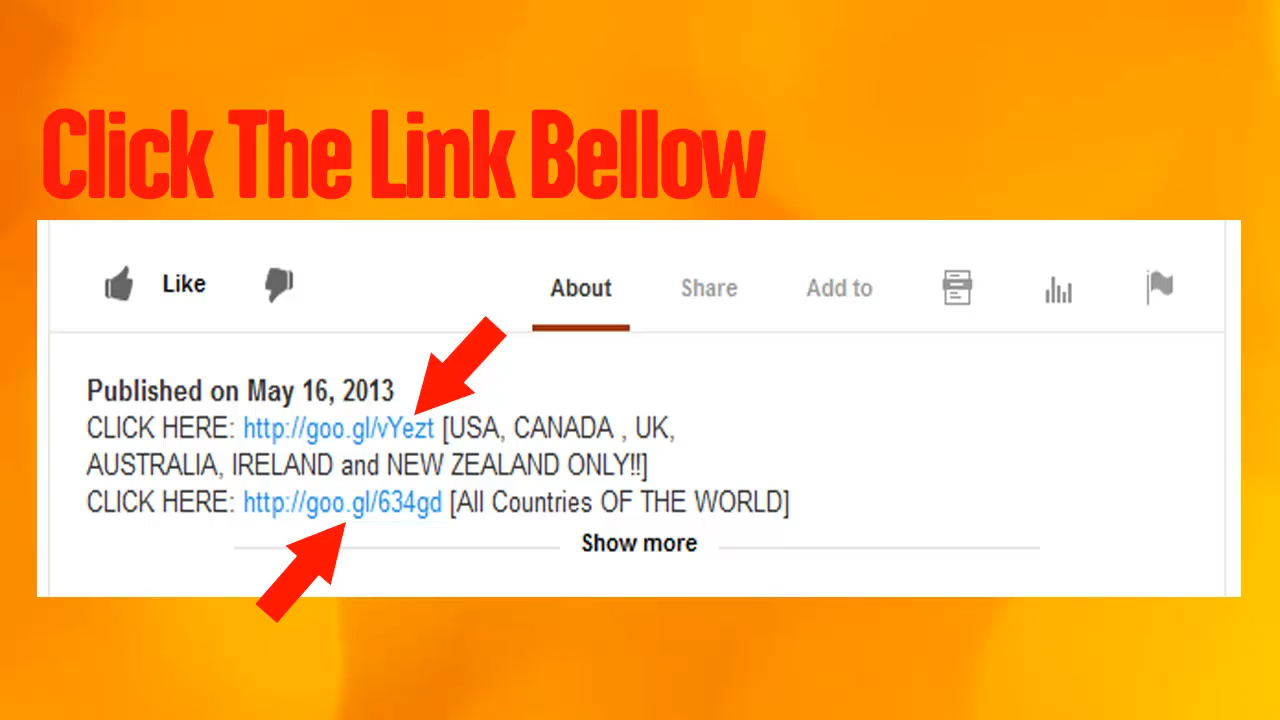 Click The Link Bellow
Like About Share Add to
Published on May 16, 2013
CLICK HERE: http://goo.gl/vYezt [USA, CANADA , UK,
AUSTRALIA, IRELAND and NEW ZEALAND ONLY!!]
CLICK HERE: http://goo.gl/634gd [All Countries OF THE WORLD]
Show more